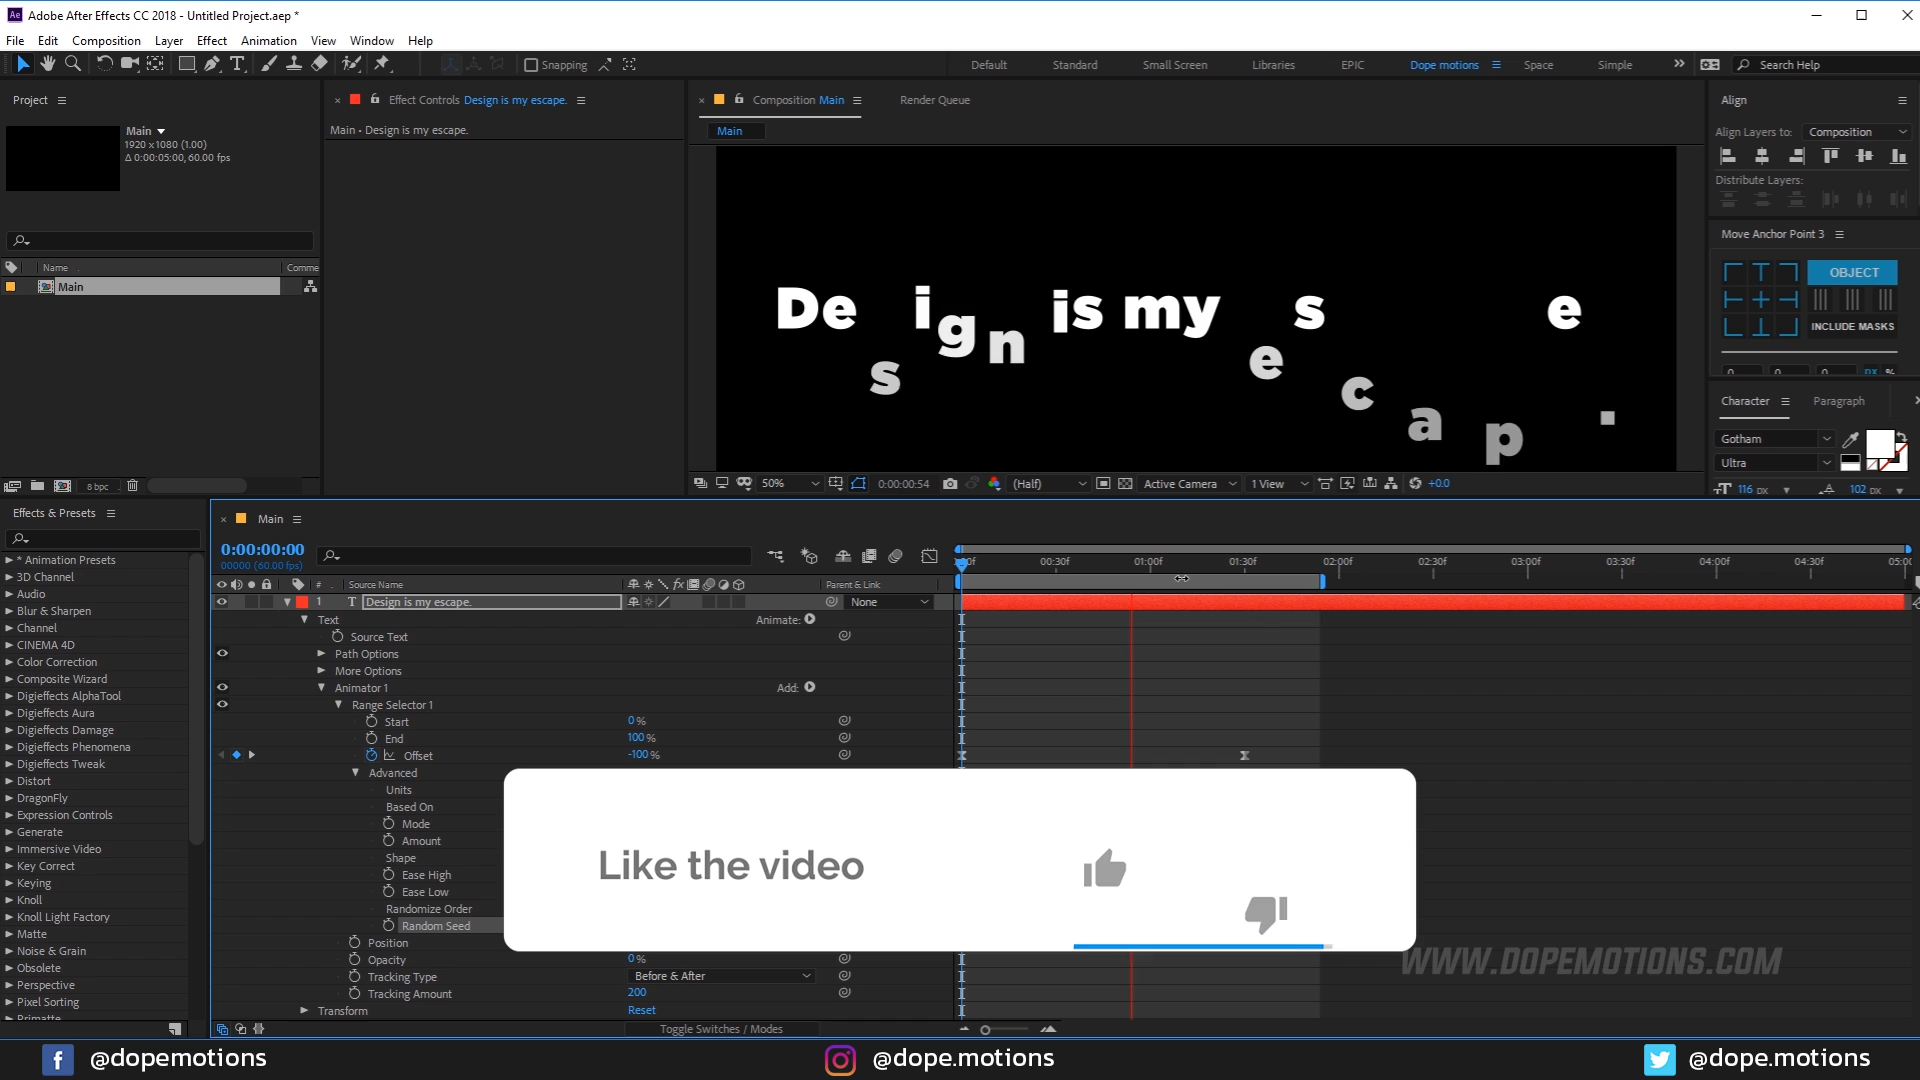 Adobe After Effects CC 2018 - Untitled Project.aep *
File Edit Composition Layer Effect Animation View Window Help
Snapping
Default Standard Small Screen Libraries EPIC Dope motions Space Simple
Search Help
Project
Effect Controls Design is my escape.
Composition Main
Render Queue
Align
Main
1920 x 1080 (1.00)
Δ 0:00:05:00, 60.00 fps
Main • Design is my escape.
Main
Align Layers to: Composition
Distribute Layers:
Move Anchor Point 3
OBJECT
INCLUDE MASKS
Name
Comme
Main
Design is my escape.
Character Paragraph
Gotham
Ultra
116 px
102 px
8 bpc
50%
0:00:00:54
(Half)
Active Camera
1 View
+0.0
Effects & Presets
Main
0:00:00:00
00000 (60.00 fps)
00:30f 01:00f 01:30f 02:00f 02:30f 03:00f 03:30f 04:00f 04:30f
# Source Name
Parent & Link
1 T Design is my escape.
None
* Animation Presets
3D Channel
Audio
Blur & Sharpen
Channel
CINEMA 4D
Color Correction
Composite Wizard
Digieffects AlphaTool
Digieffects Aura
Digieffects Damage
Digieffects Phenomena
Digieffects Tweak
Distort
DragonFly
Expression Controls
Generate
Immersive Video
Key Correct
Keying
Knoll
Knoll Light Factory
Matte
Noise & Grain
Obsolete
Perspective
Pixel Sorting
Primatte
Text
Animate:
Source Text
Path Options
More Options
Animator 1
Add:
Range Selector 1
Start 0 %
End 100 %
Offset -100 %
Advanced
Units
Based On
Mode
Amount
Shape
Ease High
Ease Low
Randomize Order
Random Seed
Position
Opacity 0 %
Tracking Type Before & After
Tracking Amount 200
Transform Reset
Toggle Switches / Modes
Like the video
WWW.DOPEMOTIONS.COM
@dopemotions
@dope.motions
@dope.motions